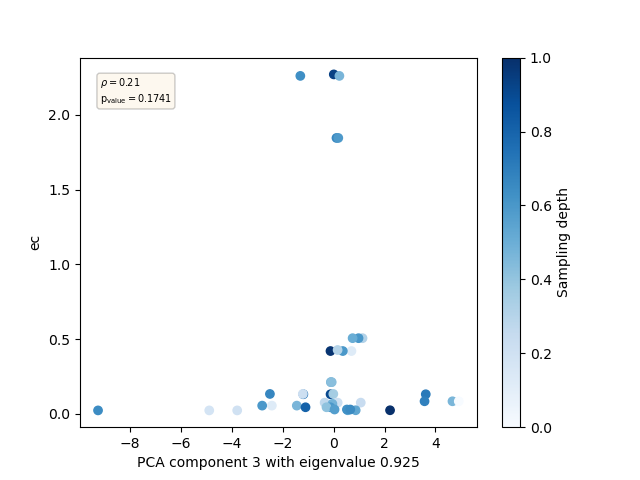 ρ = 0.21
p_value = 0.1741
2.0
1.5
1.0
0.5
0.0
ec
−8 −6 −4 −2 0 2 4
PCA component 3 with eigenvalue 0.925
1.0
0.8
0.6
0.4
0.2
0.0
Sampling depth